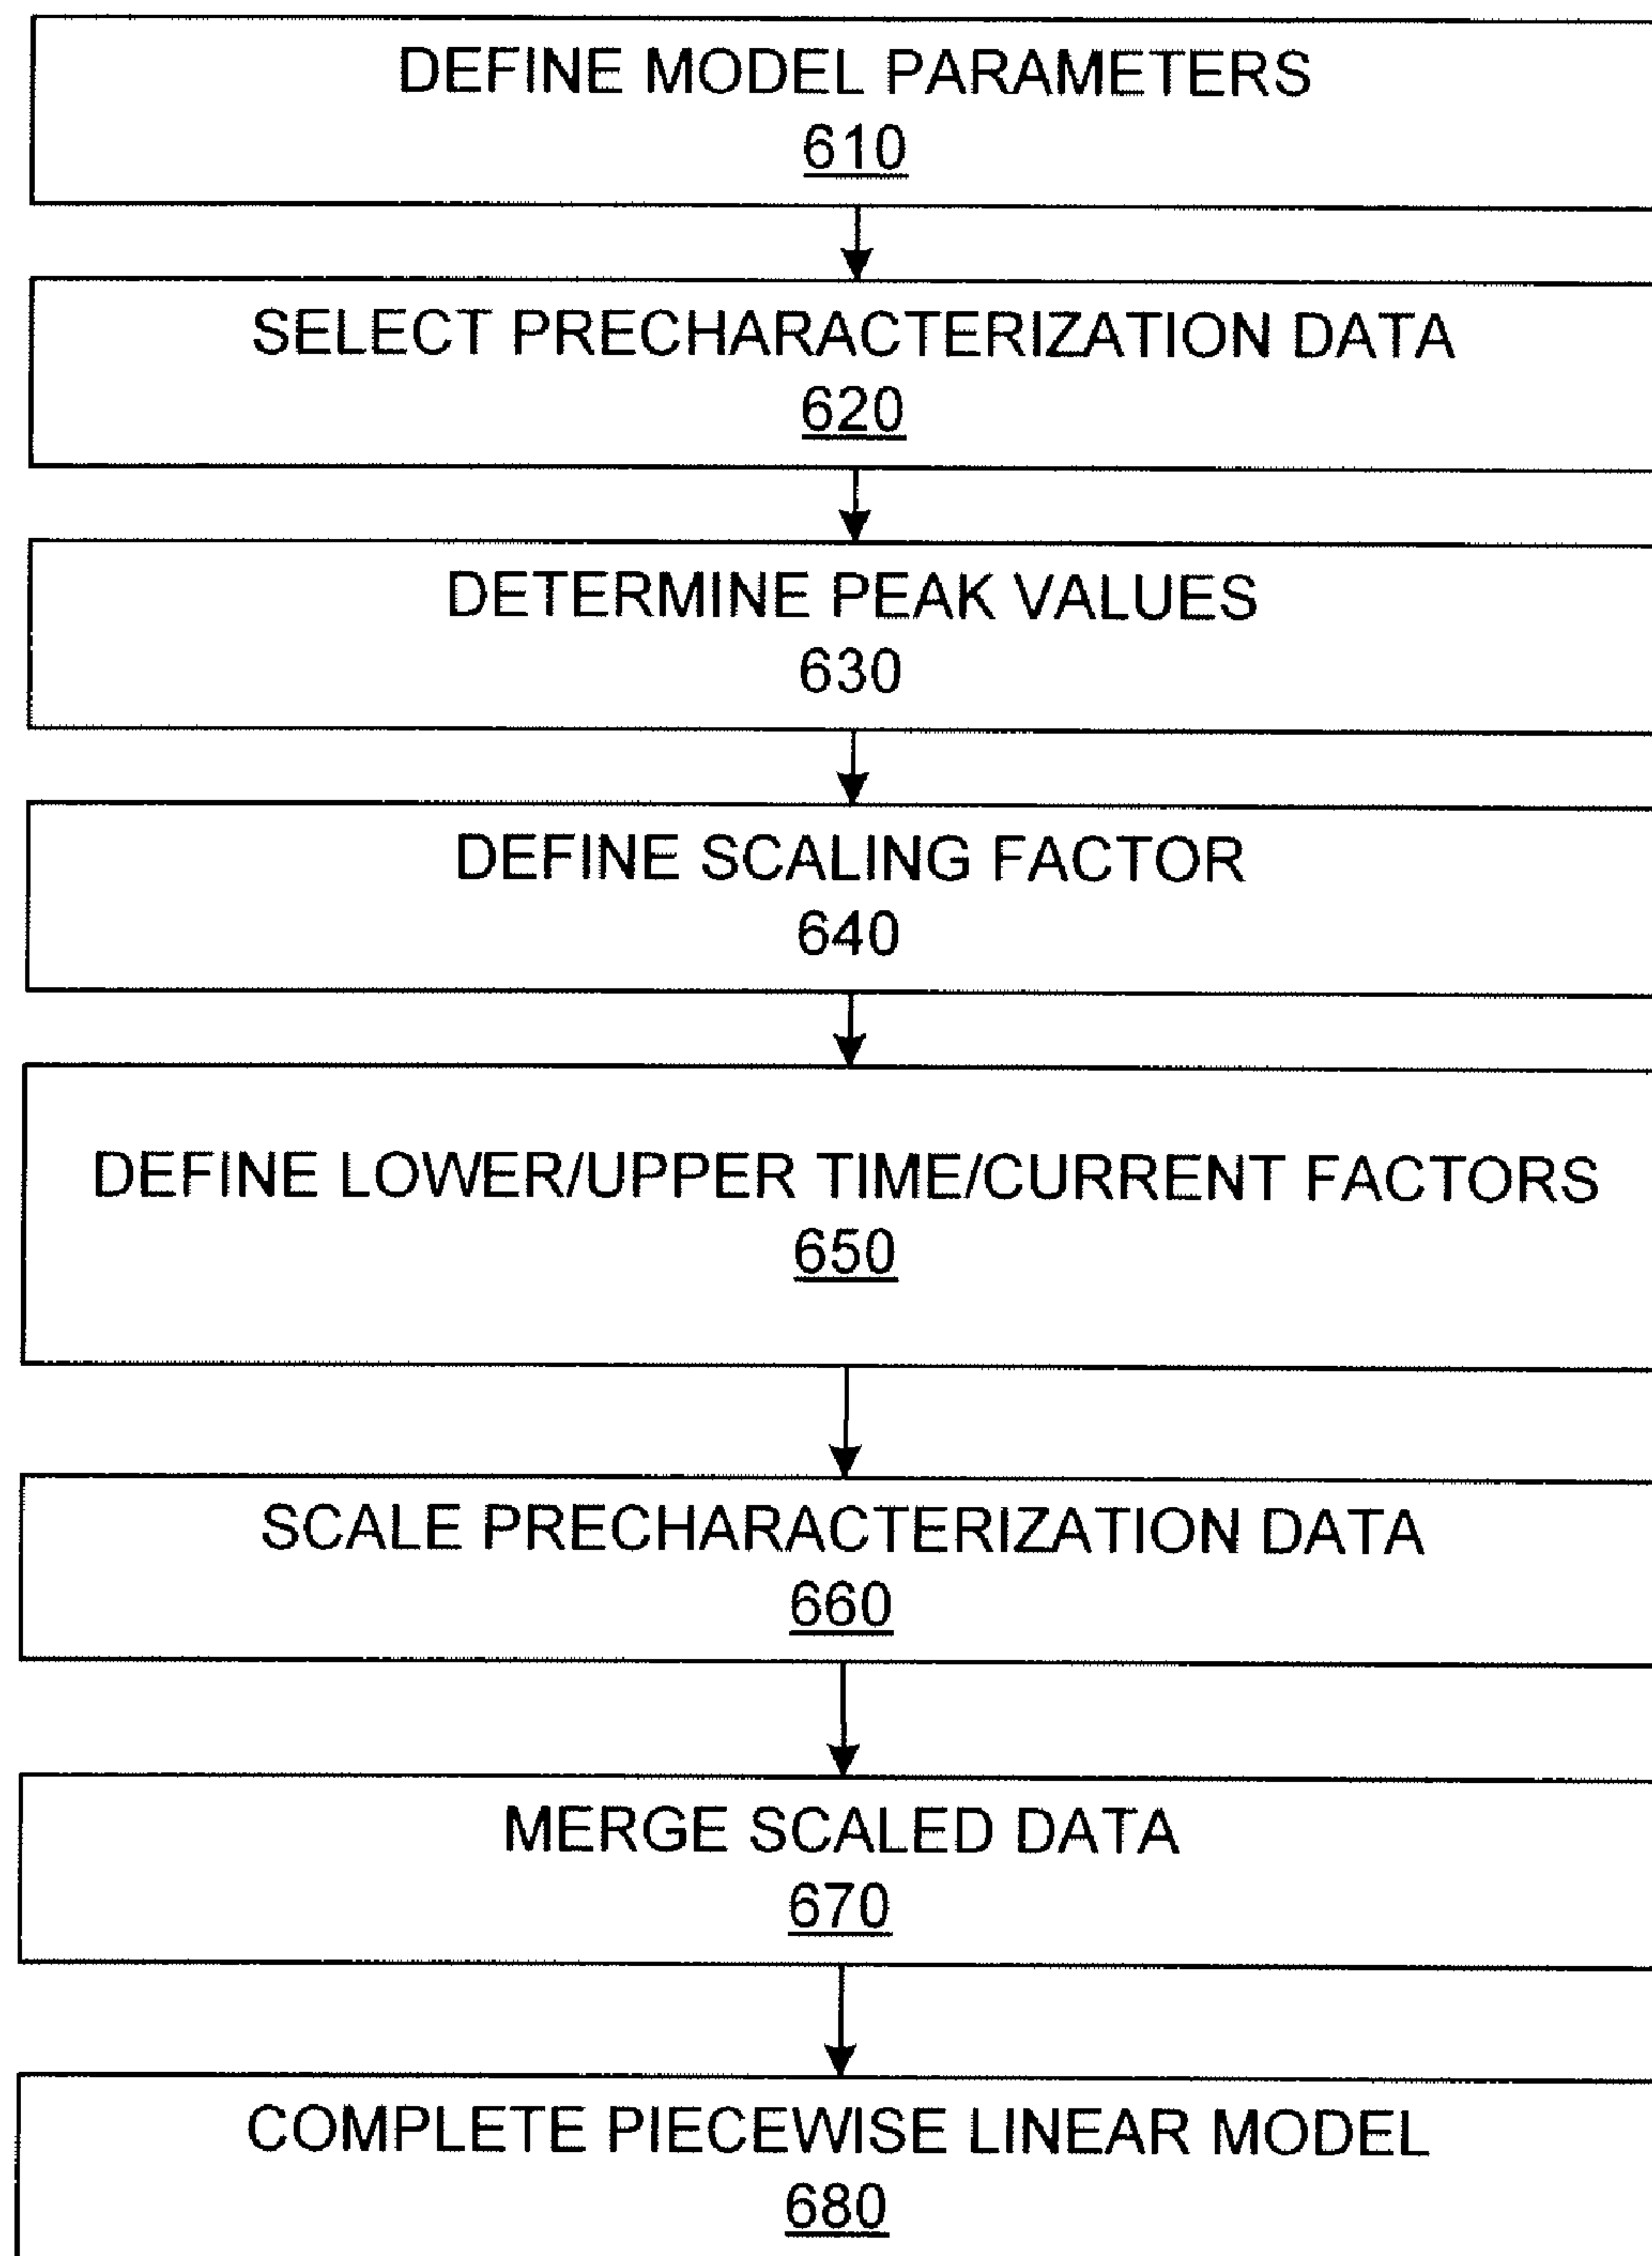 DEFINE MODEL PARAMETERS
610
SELECT PRECHARACTERIZATION DATA
620
DETERMINE PEAK VALUES
630
DEFINE SCALING FACTOR
640
DEFINE LOWER/UPPER TIME/CURRENT FACTORS
650
SCALE PRECHARACTERIZATION DATA
660
MERGE SCALED DATA
670
COMPLETE PIECEWISE LINEAR MODEL
680